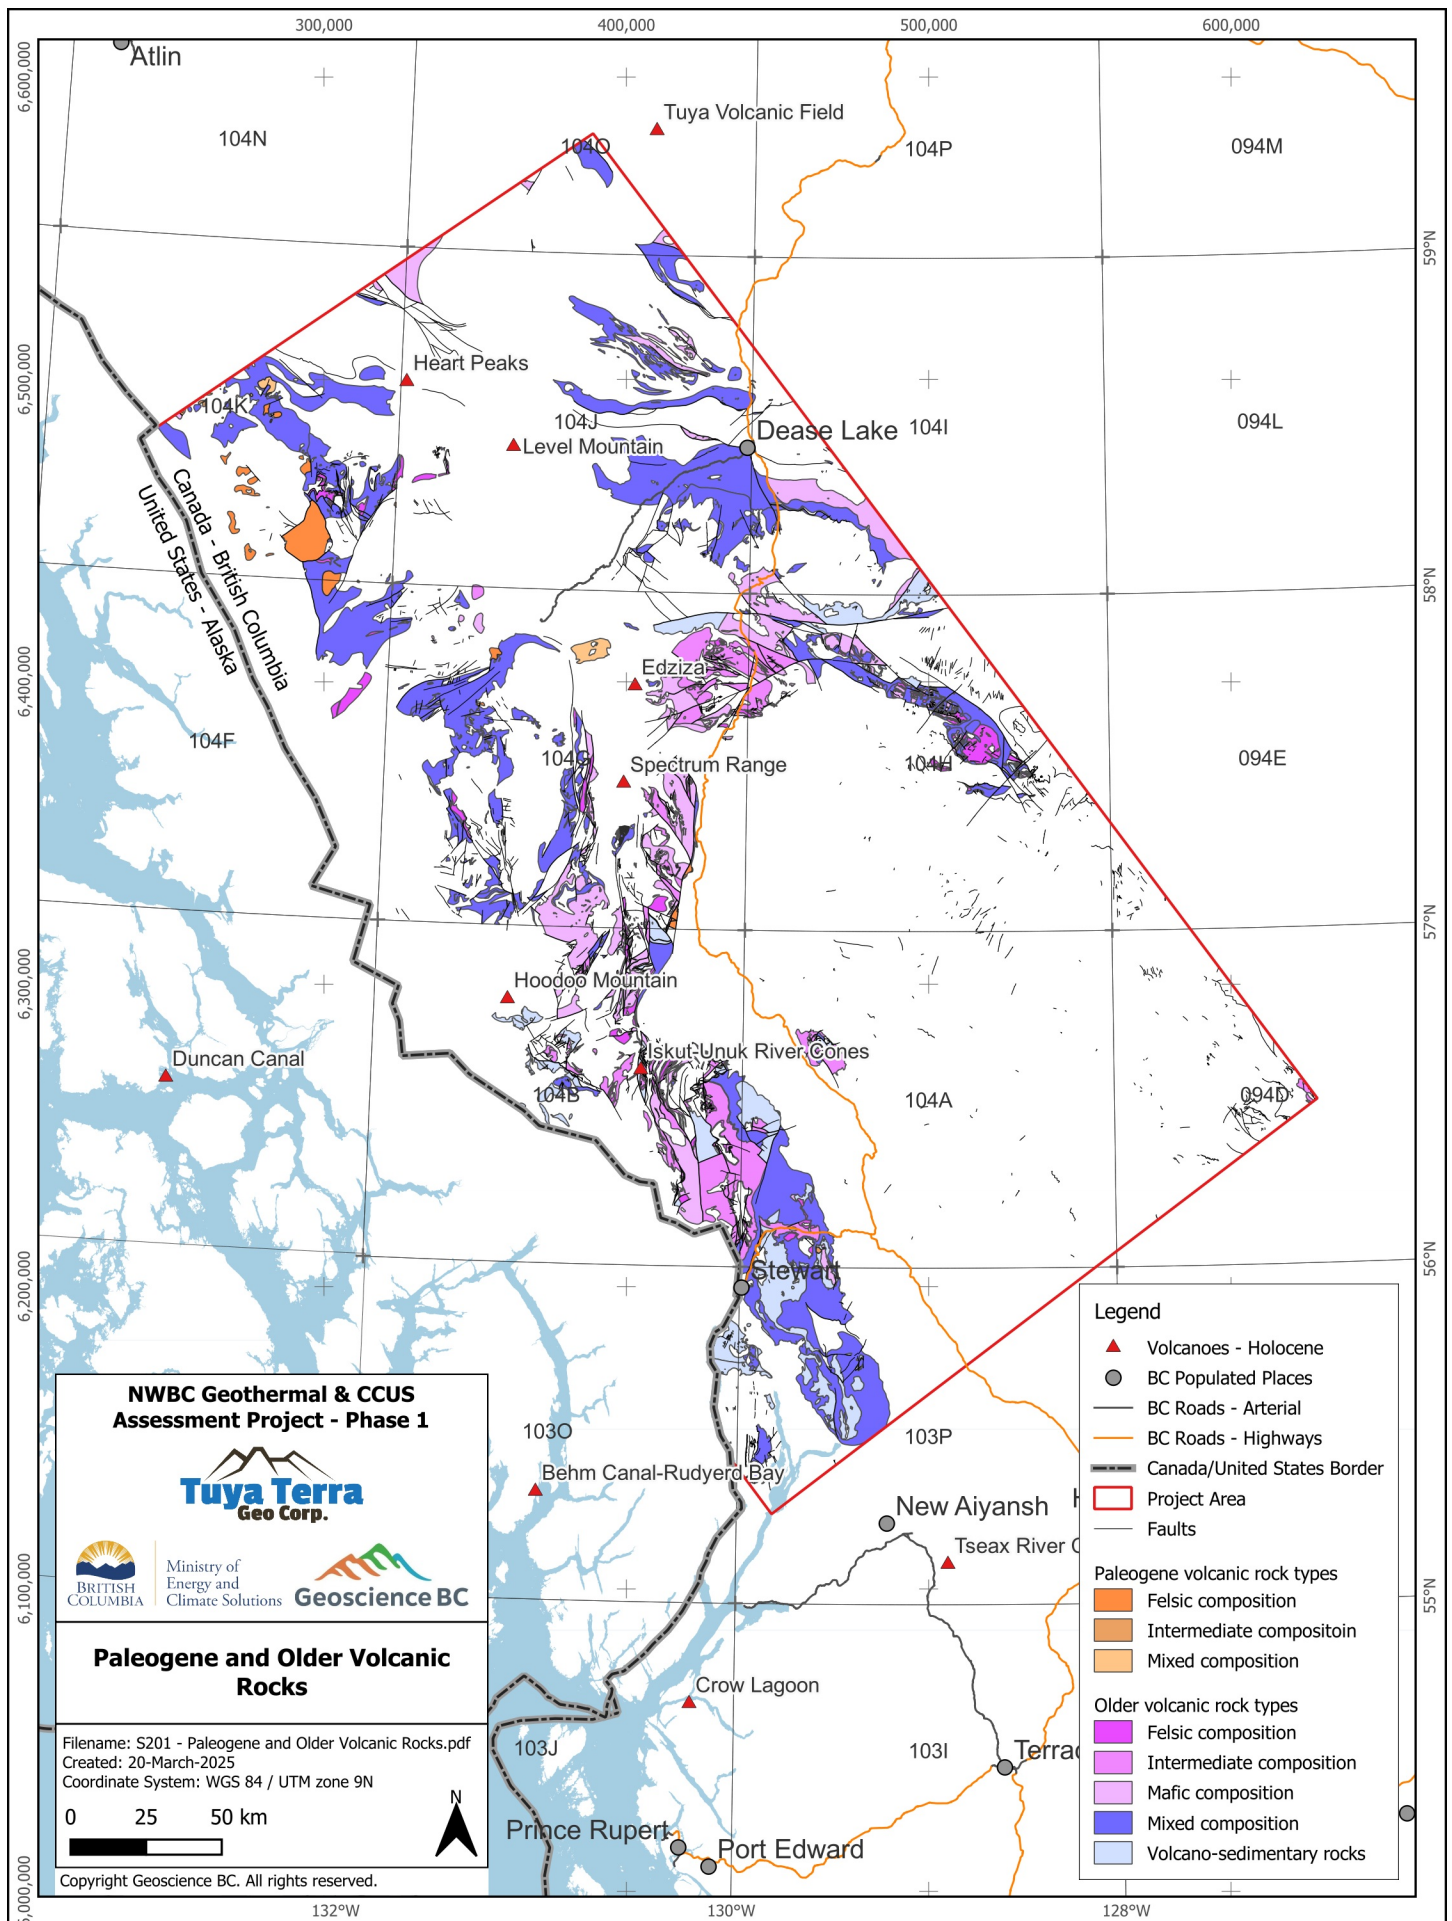 300,000
400,000
500,000
600,000
Atlin
6,600,000
Tuya Volcanic Field
104N
104O
104P
094M
59°N
6,500,000
Heart Peaks
104K
104J
Level Mountain
Dease Lake
104I
094L
Canada - British Columbia
United States - Alaska
58°N
6,400,000
Edziza
104F
104G
Spectrum Range
104H
094E
57°N
6,300,000
Hoodoo Mountain
Duncan Canal
Iskut-Unuk River Cones
104B
104A
094D
56°N
6,200,000
Stewart
103O
103P
Behm Canal-Rudyerd Bay
New Aiyansh
H
Tseax River C
55°N
6,100,000
Crow Lagoon
103J
103I
Terrac
Prince Rupert
Port Edward
132°W
130°W
128°W
NWBC Geothermal & CCUS
Assessment Project - Phase 1
Tuya Terra
Geo Corp.
BRITISH
COLUMBIA
Ministry of
Energy and
Climate Solutions
Geoscience BC
Paleogene and Older Volcanic
Rocks
Filename: S201 - Paleogene and Older Volcanic Rocks.pdf
Created: 20-March-2025
Coordinate System: WGS 84 / UTM zone 9N
0 25 50 km
N
Copyright Geoscience BC. All rights reserved.
Legend
Volcanoes - Holocene
BC Populated Places
BC Roads - Arterial
BC Roads - Highways
Canada/United States Border
Project Area
Faults
Paleogene volcanic rock types
Felsic composition
Intermediate compositoin
Mixed composition
Older volcanic rock types
Felsic composition
Intermediate composition
Mafic composition
Mixed composition
Volcano-sedimentary rocks